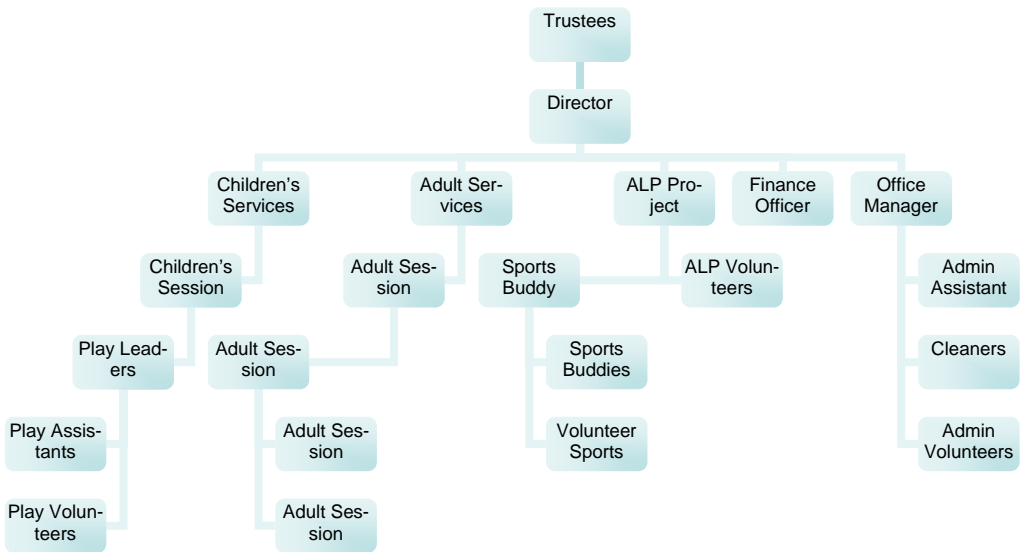 Trustees
Director
Children's
Services
Adult Ser-
vices
ALP Pro-
ject
Finance
Officer
Office
Manager
Children's
Session
Adult Ses-
sion
Sports
Buddy
ALP Volun-
teers
Admin
Assistant
Play Lead-
ers
Adult Ses-
sion
Sports
Buddies
Cleaners
Play Assis-
tants
Adult Ses-
sion
Volunteer
Sports
Admin
Volunteers
Play Volun-
teers
Adult Ses-
sion